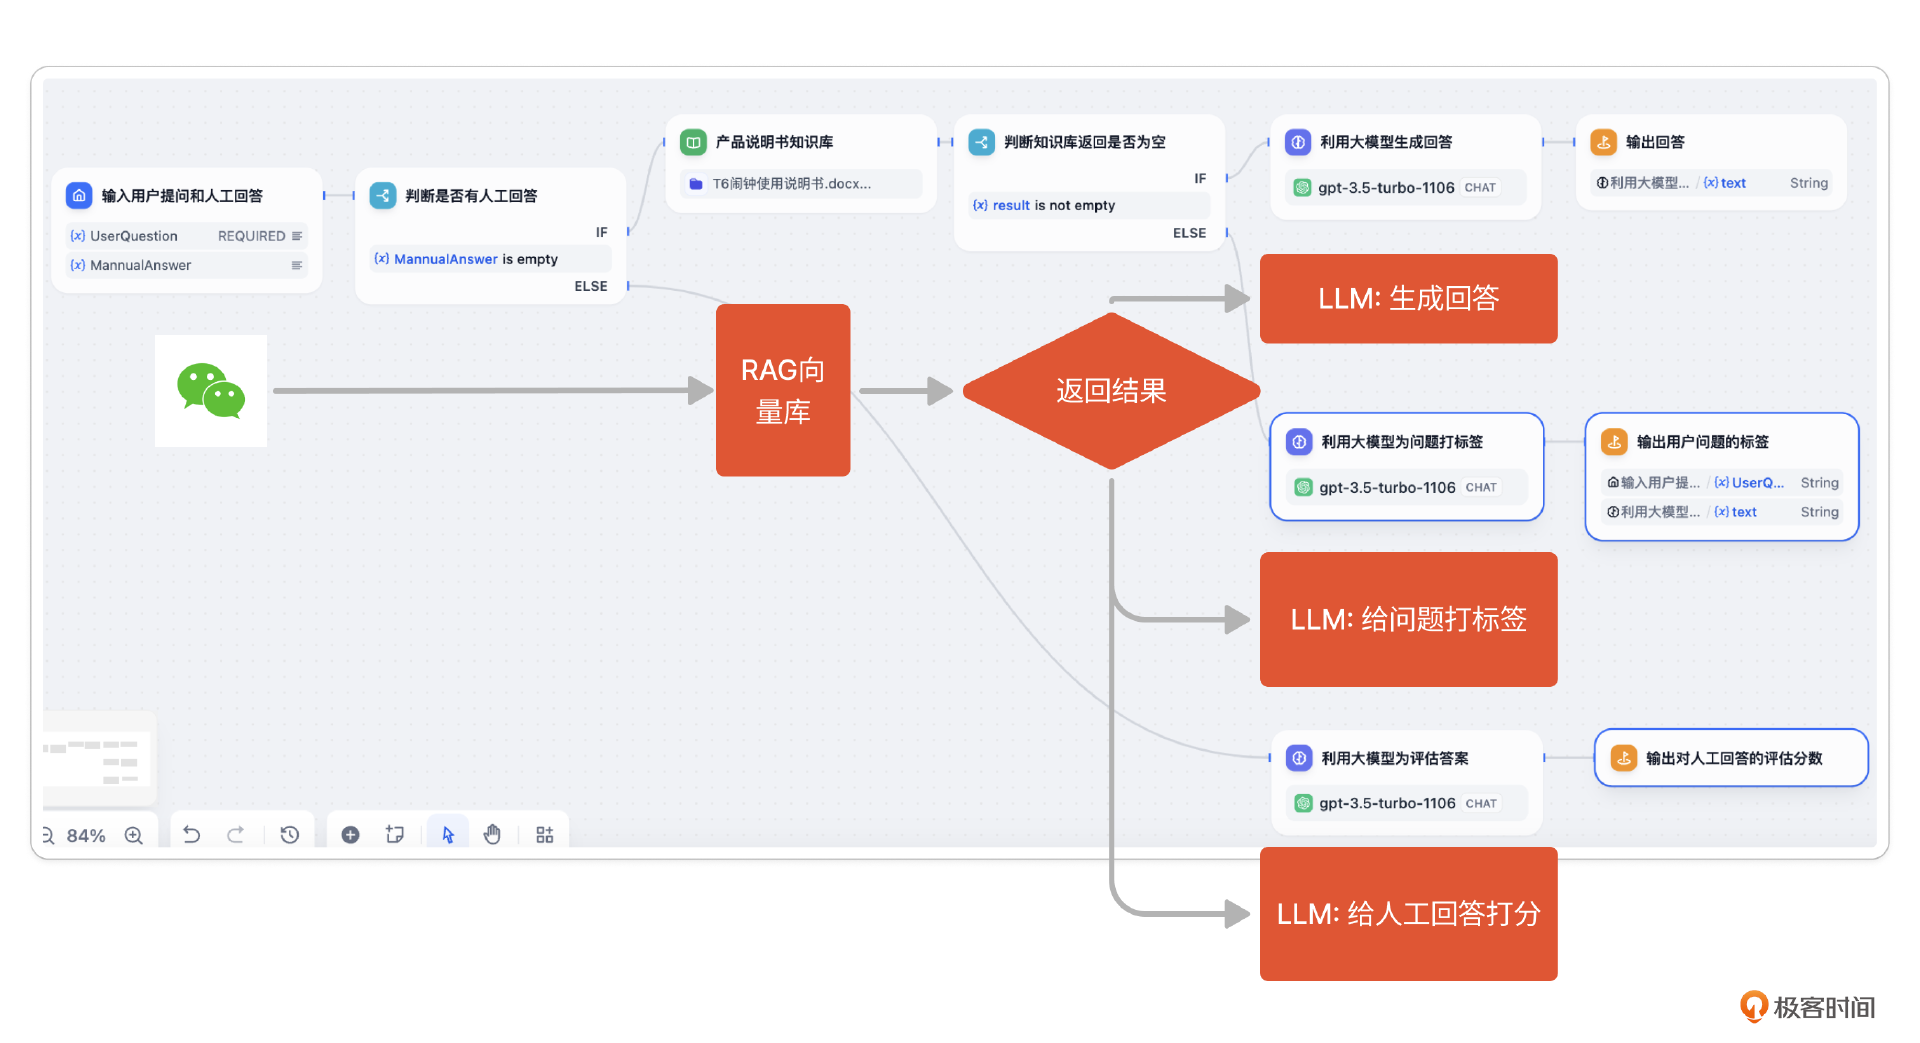 输入用户提问和人工回答
{x} UserQuestion REQUIRED
{x} MannualAnswer
判断是否有人工回答
IF
{x} MannualAnswer is empty
ELSE
产品说明书知识库
T6闹钟使用说明书.docx...
判断知识库返回是否为空
IF
{x} result is not empty
ELSE
利用大模型生成回答
gpt-3.5-turbo-1106 CHAT
输出回答
利用大模型... / {x} text String
RAG向
量库
返回结果
LLM: 生成回答
利用大模型为问题打标签
gpt-3.5-turbo-1106 CHAT
输出用户问题的标签
输入用户提... / {x} UserQ... String
利用大模型... / {x} text String
LLM: 给问题打标签
利用大模型为评估答案
gpt-3.5-turbo-1106 CHAT
输出对人工回答的评估分数
84%
LLM: 给人工回答打分
极客时间